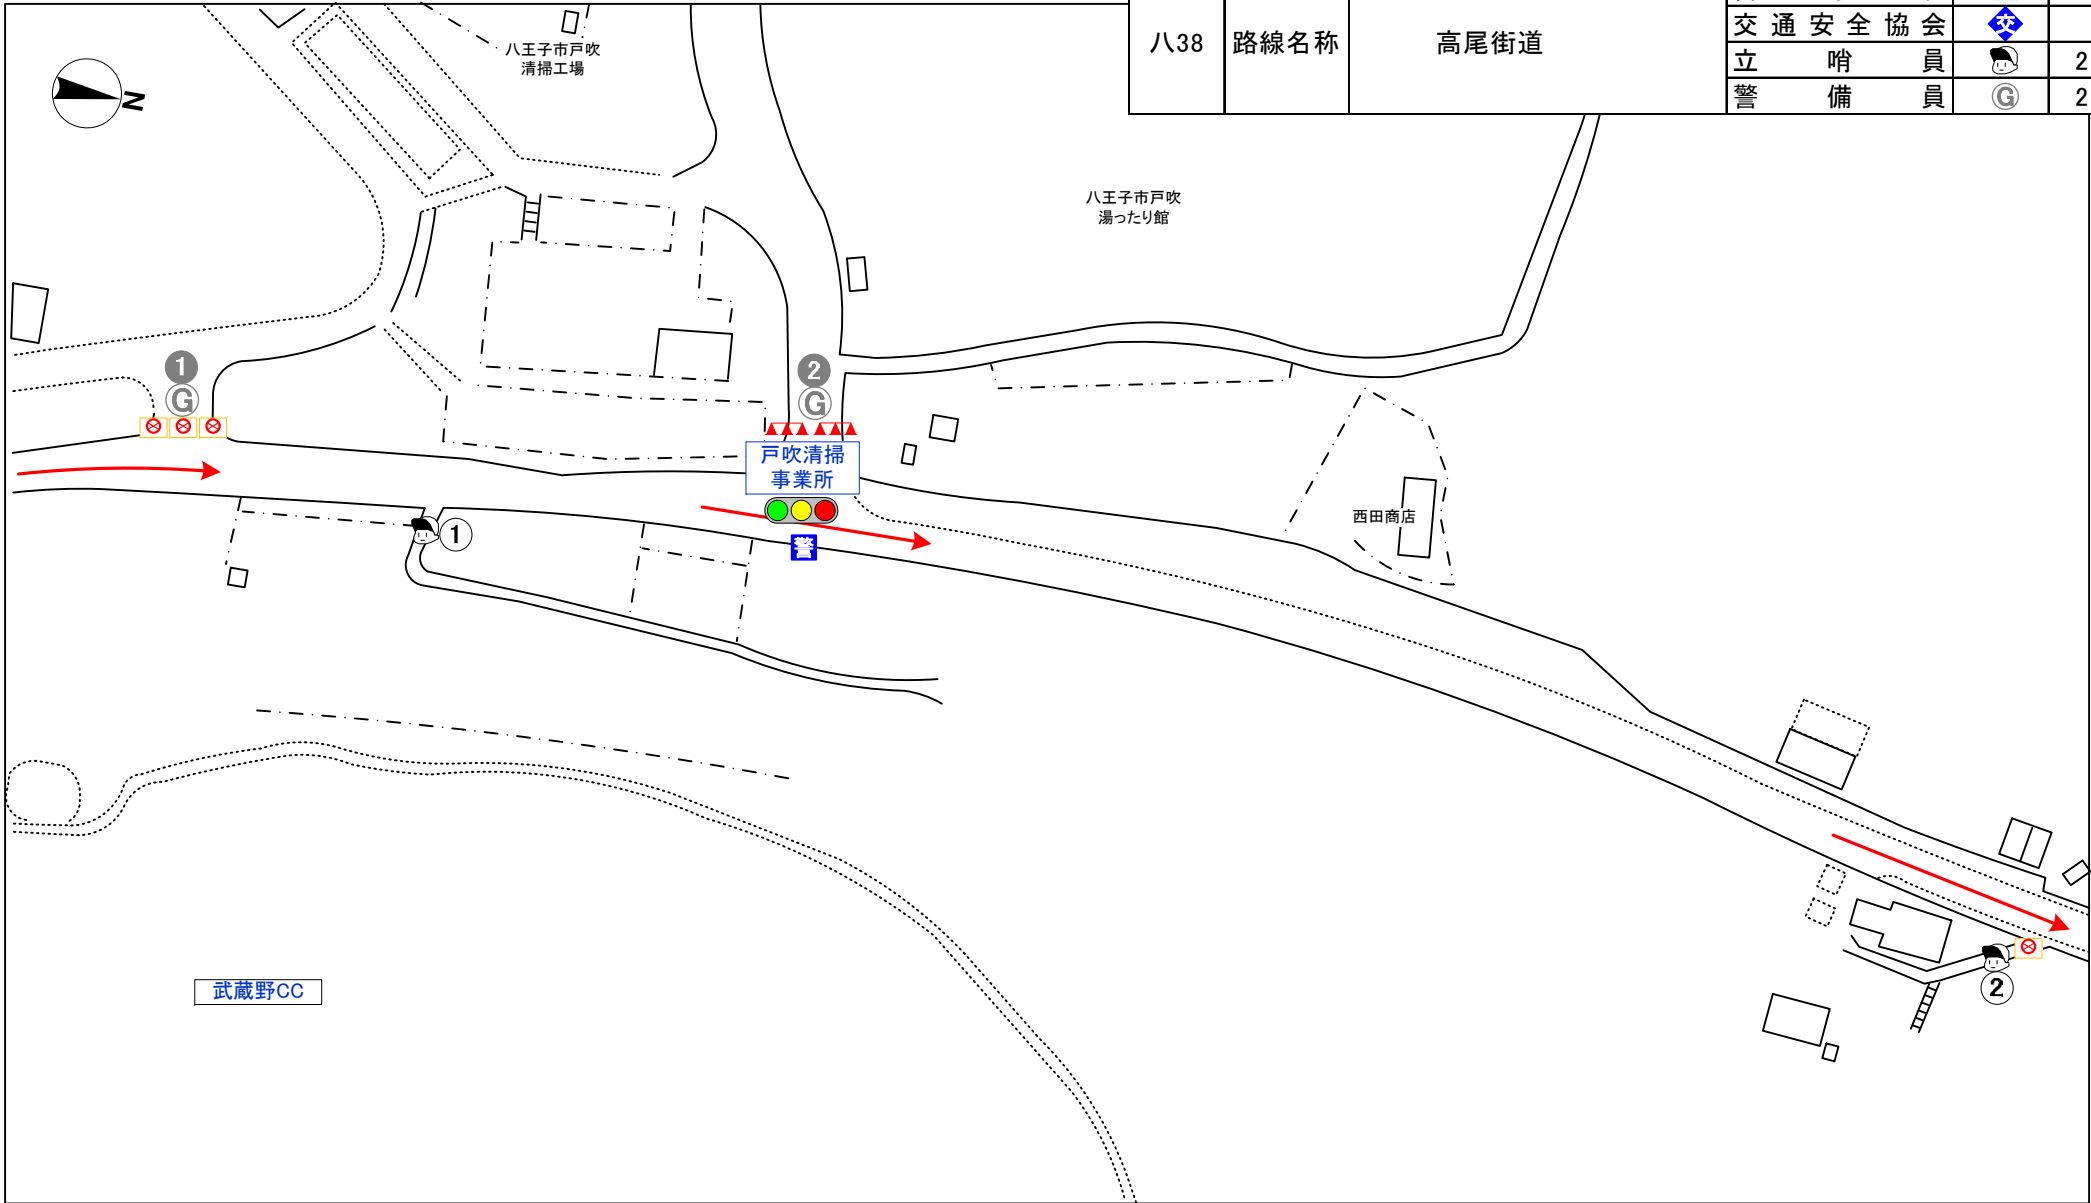 八38 路線名称 高尾街道
交通安全協会 交
立哨員 2
警備員 G 2
N
八王子市戸吹
清掃工場
八王子市戸吹
湯ったり館
1
G
2
G
戸吹清掃
事業所
警
1
西田商店
2
武蔵野CC